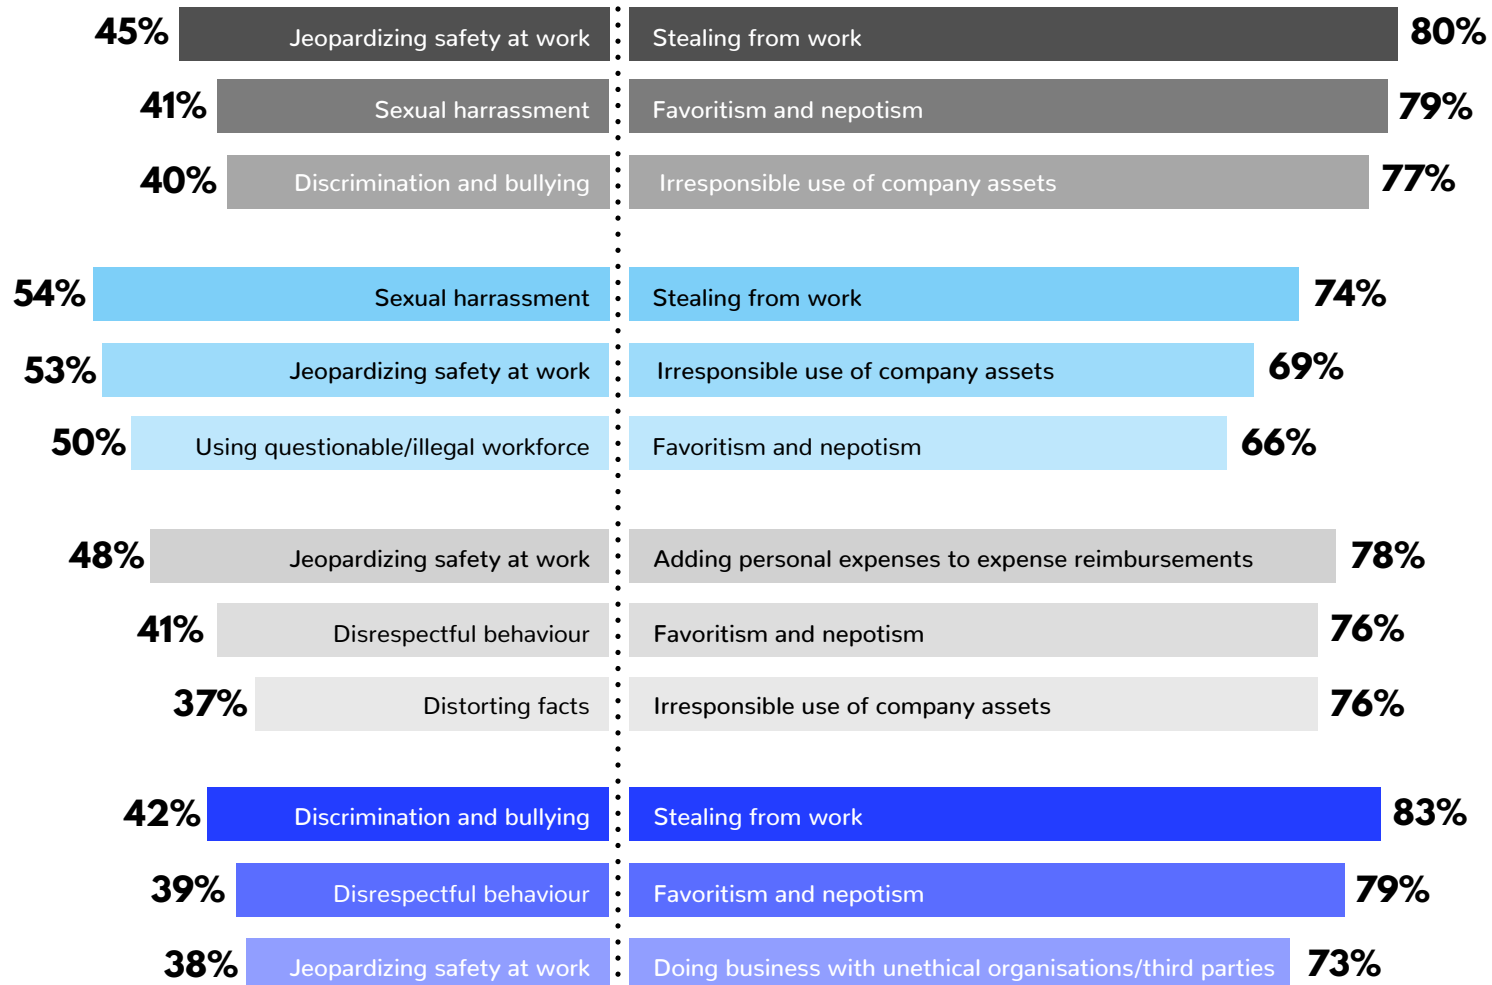 45% Jeopardizing safety at work Stealing from work 80%
41% Sexual harrassment Favoritism and nepotism 79%
40% Discrimination and bullying Irresponsible use of company assets 77%
54% Sexual harrassment Stealing from work 74%
53% Jeopardizing safety at work Irresponsible use of company assets 69%
50% Using questionable/illegal workforce Favoritism and nepotism 66%
48% Jeopardizing safety at work Adding personal expenses to expense reimbursements 78%
41% Disrespectful behaviour Favoritism and nepotism 76%
37% Distorting facts Irresponsible use of company assets 76%
42% Discrimination and bullying Stealing from work 83%
39% Disrespectful behaviour Favoritism and nepotism 79%
38% Jeopardizing safety at work Doing business with unethical organisations/third parties 73%